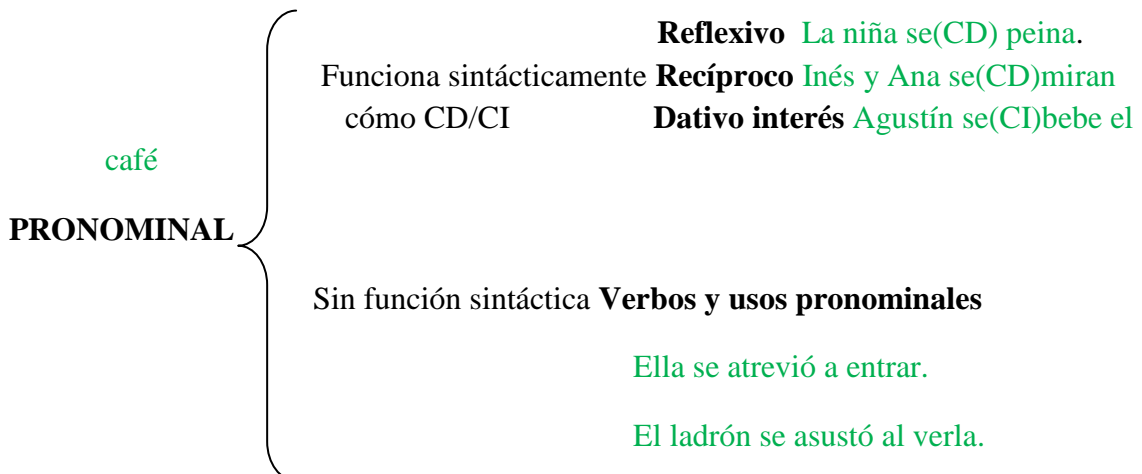 Reflexivo La niña se(CD) peina.
Funciona sintácticamente Recíproco Inés y Ana se(CD)miran
cómo CD/CI Dativo interés Agustín se(CI)bebe el
café
PRONOMINAL
Sin función sintáctica Verbos y usos pronominales
Ella se atrevió a entrar.
El ladrón se asustó al verla.